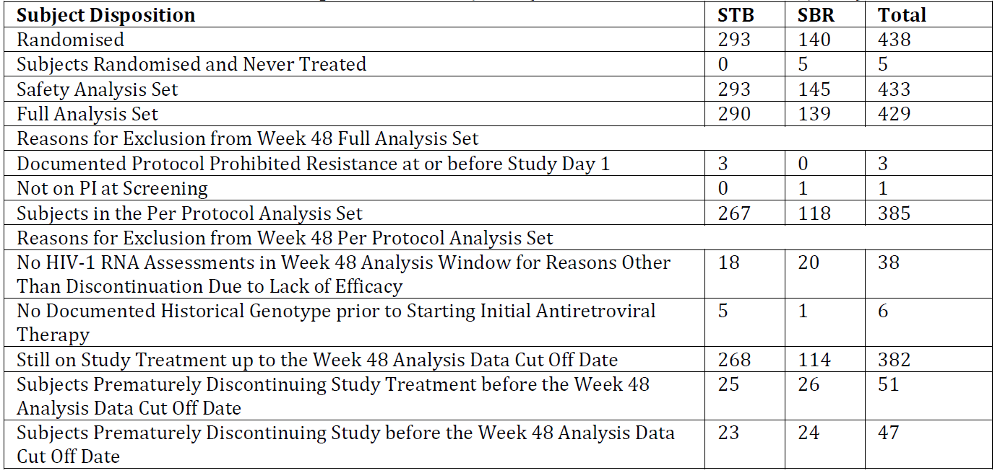 Subject Disposition STB SBR Total
Randomised 293 140 438
Subjects Randomised and Never Treated 0 5 5
Safety Analysis Set 293 145 433
Full Analysis Set 290 139 429
Reasons for Exclusion from Week 48 Full Analysis Set
Documented Protocol Prohibited Resistance at or before Study Day 1 3 0 3
Not on PI at Screening 0 1 1
Subjects in the Per Protocol Analysis Set 267 118 385
Reasons for Exclusion from Week 48 Per Protocol Analysis Set
No HIV-1 RNA Assessments in Week 48 Analysis Window for Reasons Other 18 20 38
Than Discontinuation Due to Lack of Efficacy
No Documented Historical Genotype prior to Starting Initial Antiretroviral 5 1 6
Therapy
Still on Study Treatment up to the Week 48 Analysis Data Cut Off Date 268 114 382
Subjects Prematurely Discontinuing Study Treatment before the Week 48 25 26 51
Analysis Data Cut Off Date
Subjects Prematurely Discontinuing Study before the Week 48 Analysis Data 23 24 47
Cut Off Date